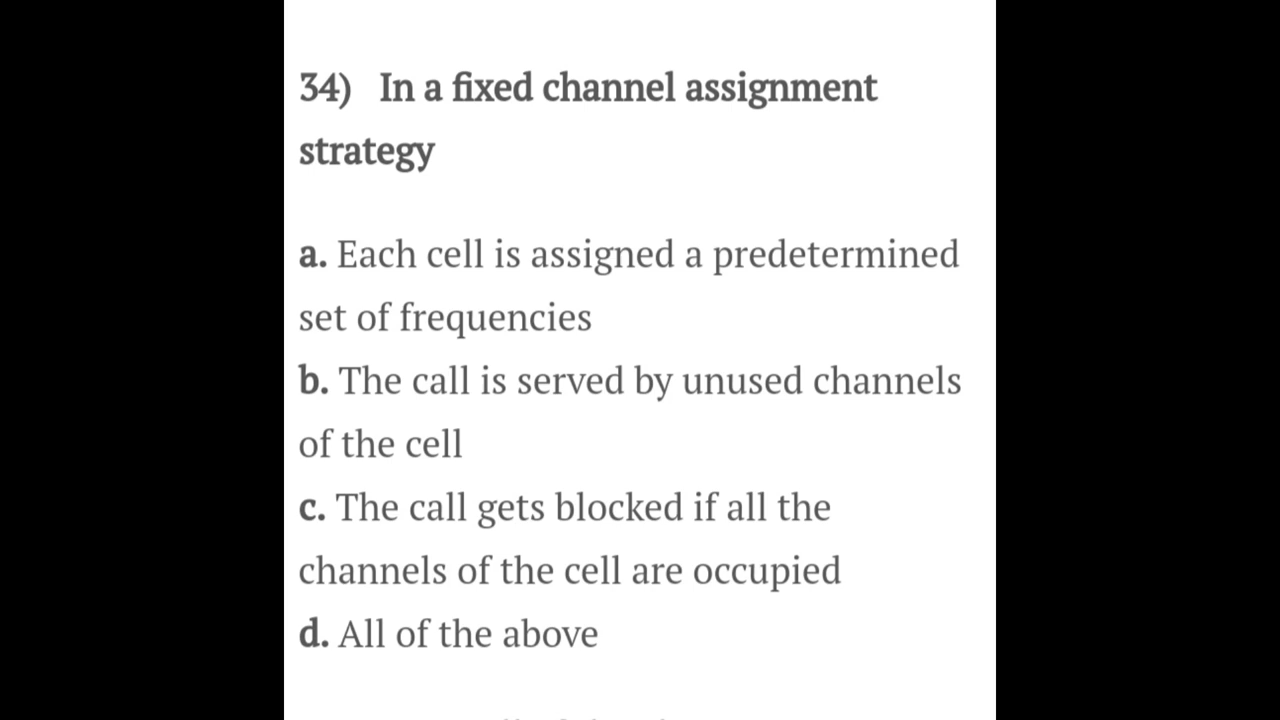 34) In a fixed channel assignment
strategy
a. Each cell is assigned a predetermined
set of frequencies
b. The call is served by unused channels
of the cell
c. The call gets blocked if all the
channels of the cell are occupied
d. All of the above